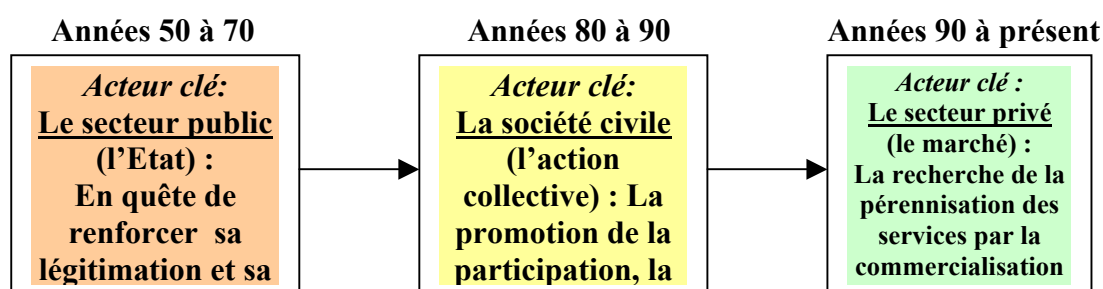 Années 50 à 70
Acteur clé:
Le secteur public
(l’Etat) :
En quête de
renforcer sa
légitimation et sa
Années 80 à 90
Acteur clé:
La société civile
(l’action
collective) : La
promotion de la
participation, la
Années 90 à présent
Acteur clé :
Le secteur privé
(le marché) :
La recherche de la
pérennisation des
services par la
commercialisation